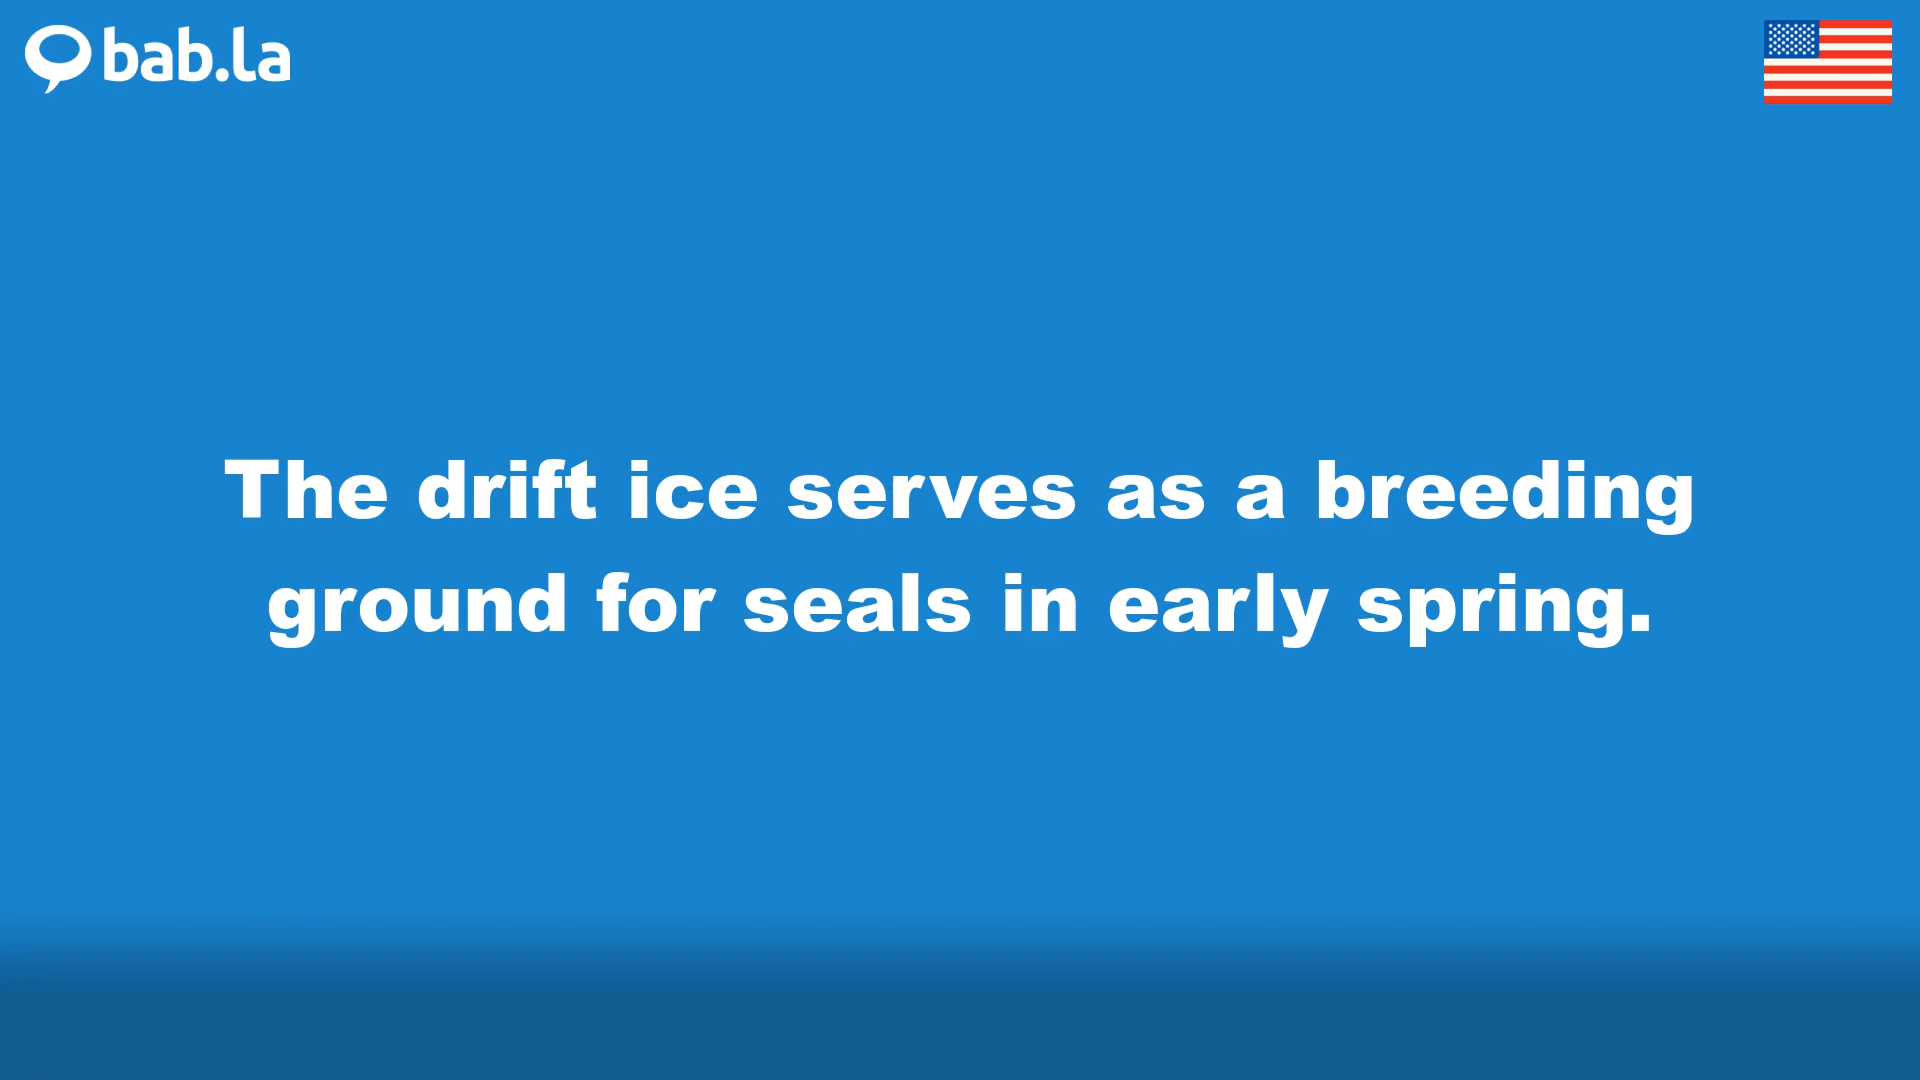 bab.la
The drift ice serves as a breeding
ground for seals in early spring.